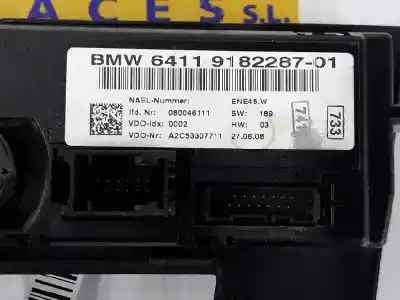 ACES S.L.
BMW 6411 9182287-01
NAEL-Nummer: ENE45.W
lfd. Nr: 080046111 SW: 189
VDO-Idx: 0002 HW: 03
VDO-Nr: A2C53307711 27.06.08
741
733